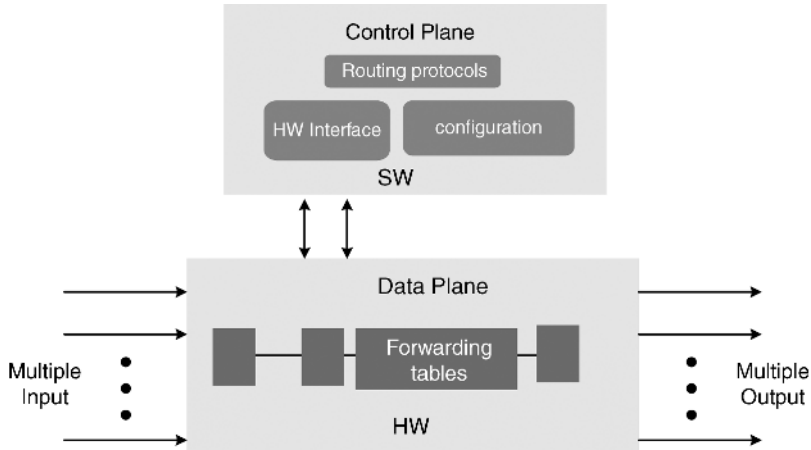 Control Plane
Routing protocols
HW Interface
configuration
SW
Data Plane
Forwarding
tables
HW
Multiple
Input
Multiple
Output